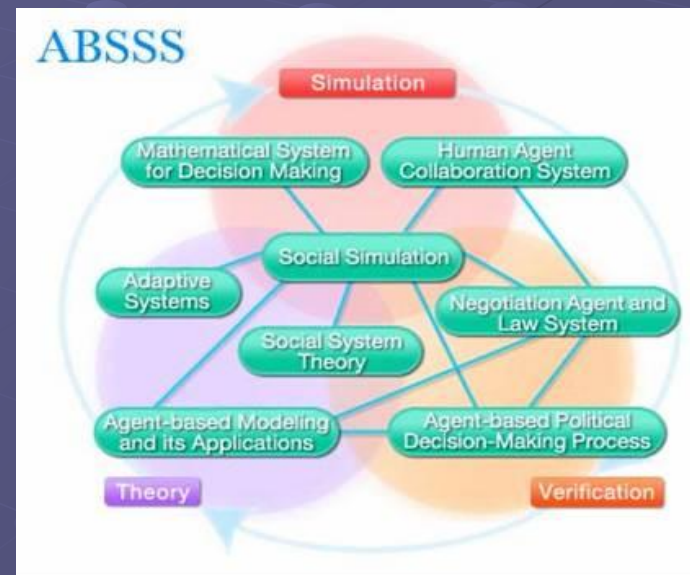 ABSSS
Simulation
Mathematical System
for Decision Making
Human Agent
Collaboration System
Social Simulation
Adaptive
Systems
Negotiation Agent and
Law System
Social System
Theory
Agent-based Modeling
and its Applications
Agent-based Political
Decision-Making Process
Theory
Verification